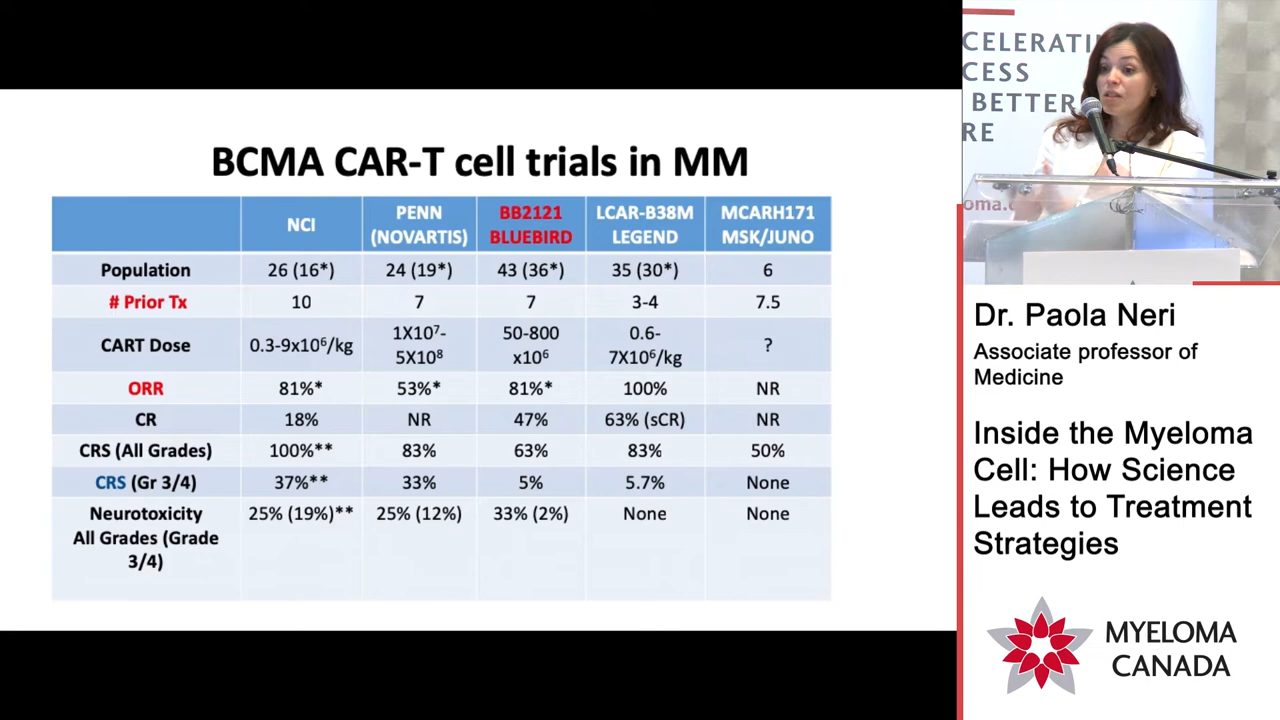 BCMA CAR-T cell trials in MM
NCI
PENN
(NOVARTIS)
BB2121
BLUEBIRD
LCAR-B38M
LEGEND
MCARH171
MSK/JUNO
Population 26 (16*) 24 (19*) 43 (36*) 35 (30*) 6
# Prior Tx 10 7 7 3-4 7.5
CART Dose 0.3-9x10⁶/kg 1X10⁷-5X10⁸ 50-800 x10⁶ 0.6-7X10⁶/kg ?
ORR 81%* 53%* 81%* 100% NR
CR 18% NR 47% 63% (sCR) NR
CRS (All Grades) 100%** 83% 63% 83% 50%
CRS (Gr 3/4) 37%** 33% 5% 5.7% None
Neurotoxicity 25% (19%)** 25% (12%) 33% (2%) None None
All Grades (Grade
3/4)
CELERATI
CESS
BETTER
RE
oma.c
Dr. Paola Neri
Associate professor of
Medicine
Inside the Myeloma
Cell: How Science
Leads to Treatment
Strategies
MYELOMA
CANADA